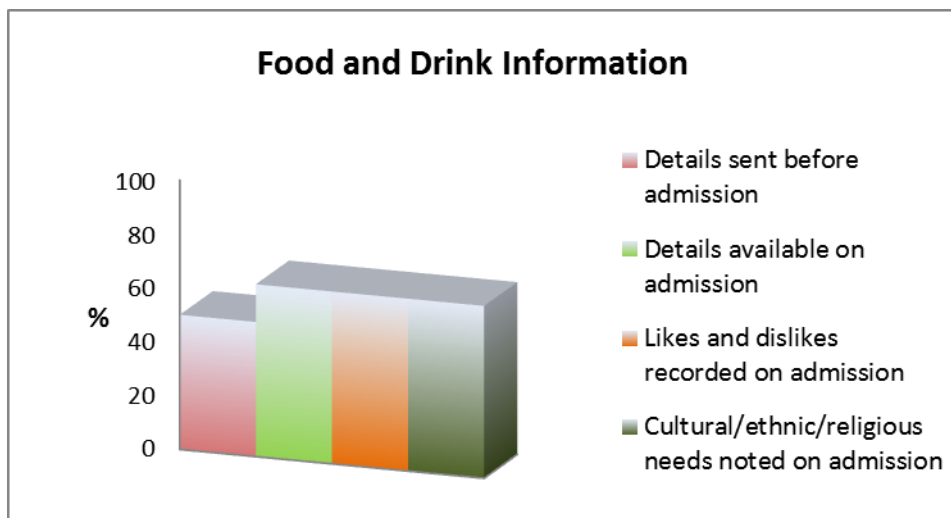 Food and Drink Information
100
80
60
40
20
0
%
Details sent before
admission
Details available on
admission
Likes and dislikes
recorded on admission
Cultural/ethnic/religious
needs noted on admission